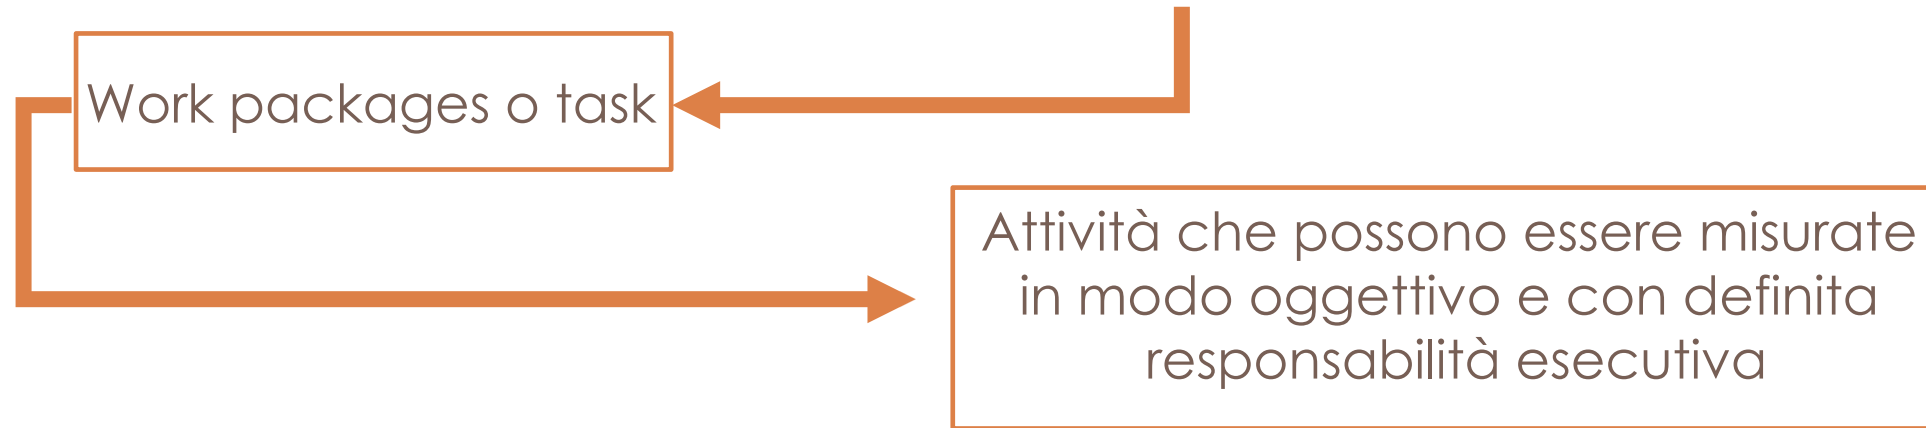 Work packages o task
Attività che possono essere misurate
in modo oggettivo e con definita
responsabilità esecutiva